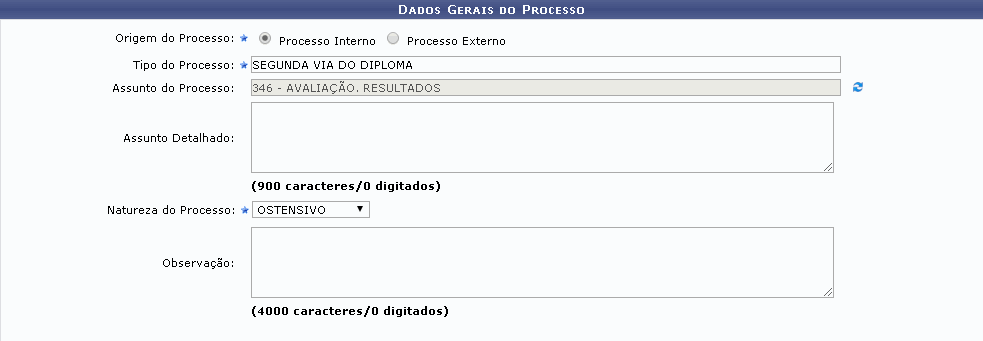 Dados Gerais do Processo
Origem do Processo: Processo Interno Processo Externo
Tipo do Processo: SEGUNDA VIA DO DIPLOMA
Assunto do Processo: 346 - AVALIAÇÃO. RESULTADOS
Assunto Detalhado:
(900 caracteres/0 digitados)
Natureza do Processo: OSTENSIVO
Observação:
(4000 caracteres/0 digitados)